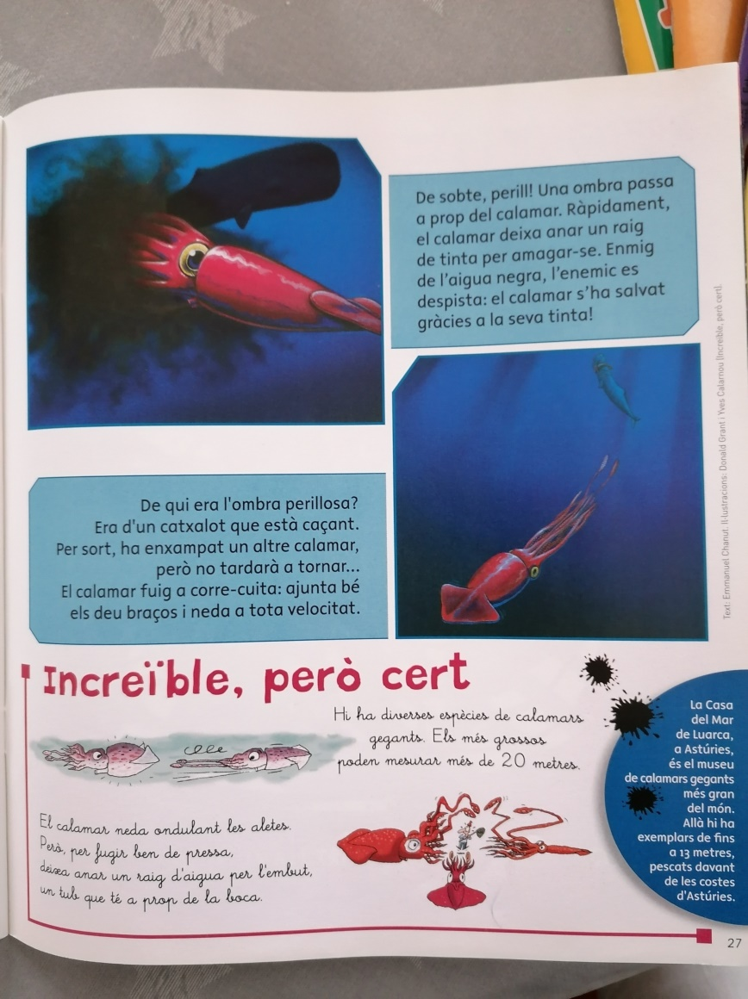 De sobte, perill! Una ombra passa
a prop del calamar. Ràpidament,
el calamar deixa anar un raig
de tinta per amagar-se. Enmig
de l'aigua negra, l'enemic es
despista: el calamar s'ha salvat
gràcies a la seva tinta!
De qui era l'ombra perillosa?
Era d'un catxalot que està caçant.
Per sort, ha enxampat un altre calamar,
però no tardarà a tornar...
El calamar fuig a corre-cuita: ajunta bé
els deu braços i neda a tota velocitat.
Text: Emmanuel Chanut. Il·lustracions: Donald Grant i Yves Calarnou (Increïble, però cert).
Increïble, però cert
Hi ha diverses espècies de calamars
gegants. Els més grossos
poden mesurar més de 20 metres.
El calamar neda ondulant les aletes.
Però, per fugir ben de pressa,
deixa anar un raig d'aigua per l'embut,
un tub que té a prop de la boca.
La Casa
del Mar
de Luarca,
a Astúries,
és el museu
de calamars gegants
més gran
del món.
Allà hi ha
exemplars de fins
a 13 metres,
pescats davant
de les costes
d'Astúries.
27